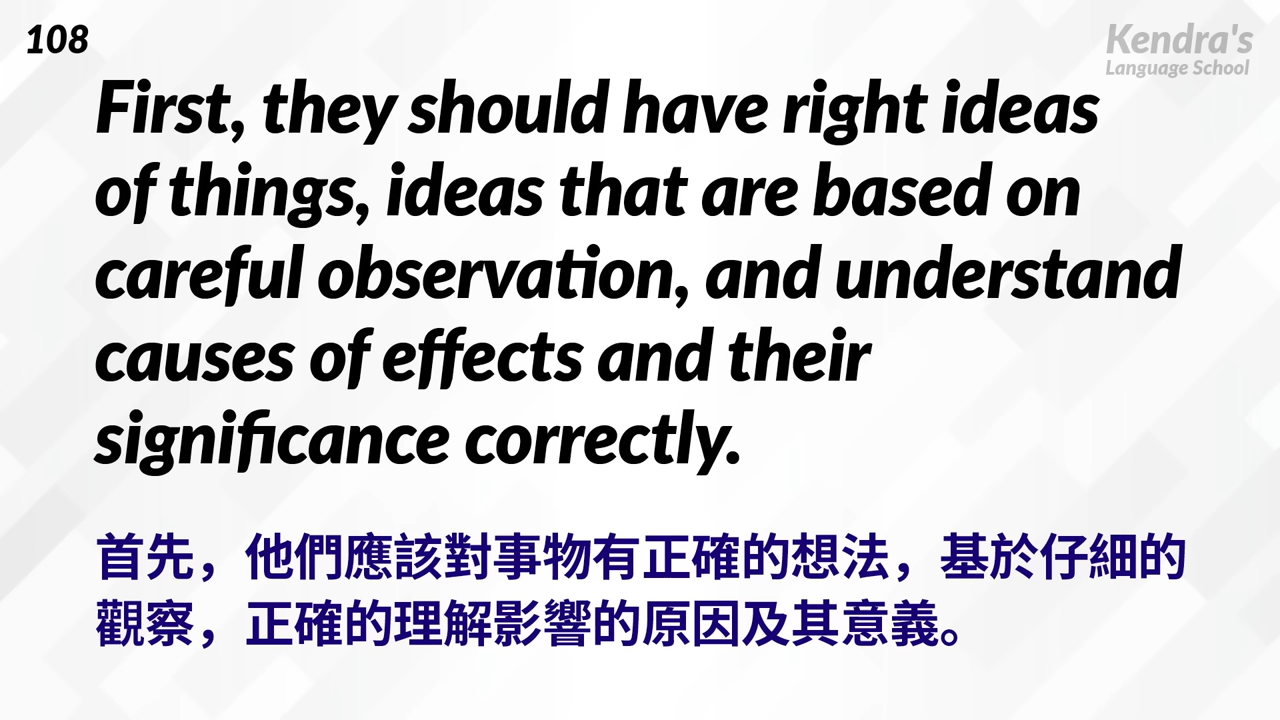 108
Kendra's
Language School
First, they should have right ideas
of things, ideas that are based on
careful observation, and understand
causes of effects and their
significance correctly.
首先，他們應該對事物有正確的想法，基於仔細的
觀察，正確的理解影響的原因及其意義。